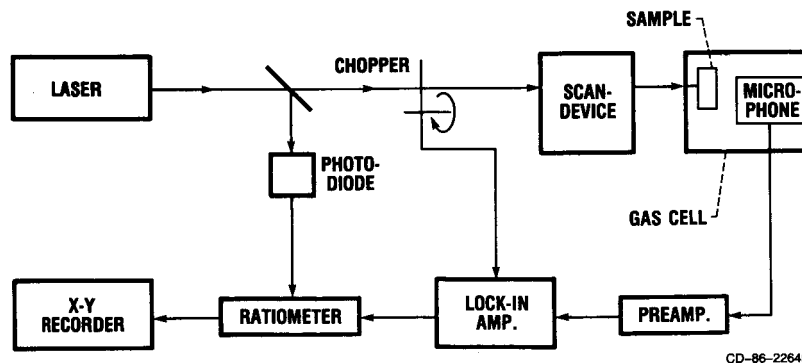 SAMPLE
CHOPPER
LASER
SCAN-
DEVICE
MICRO-
PHONE
PHOTO-
DIODE
GAS CELL
X-Y
RECORDER
RATIOMETER
LOCK-IN
AMP.
PREAMP.
CD-86-2264